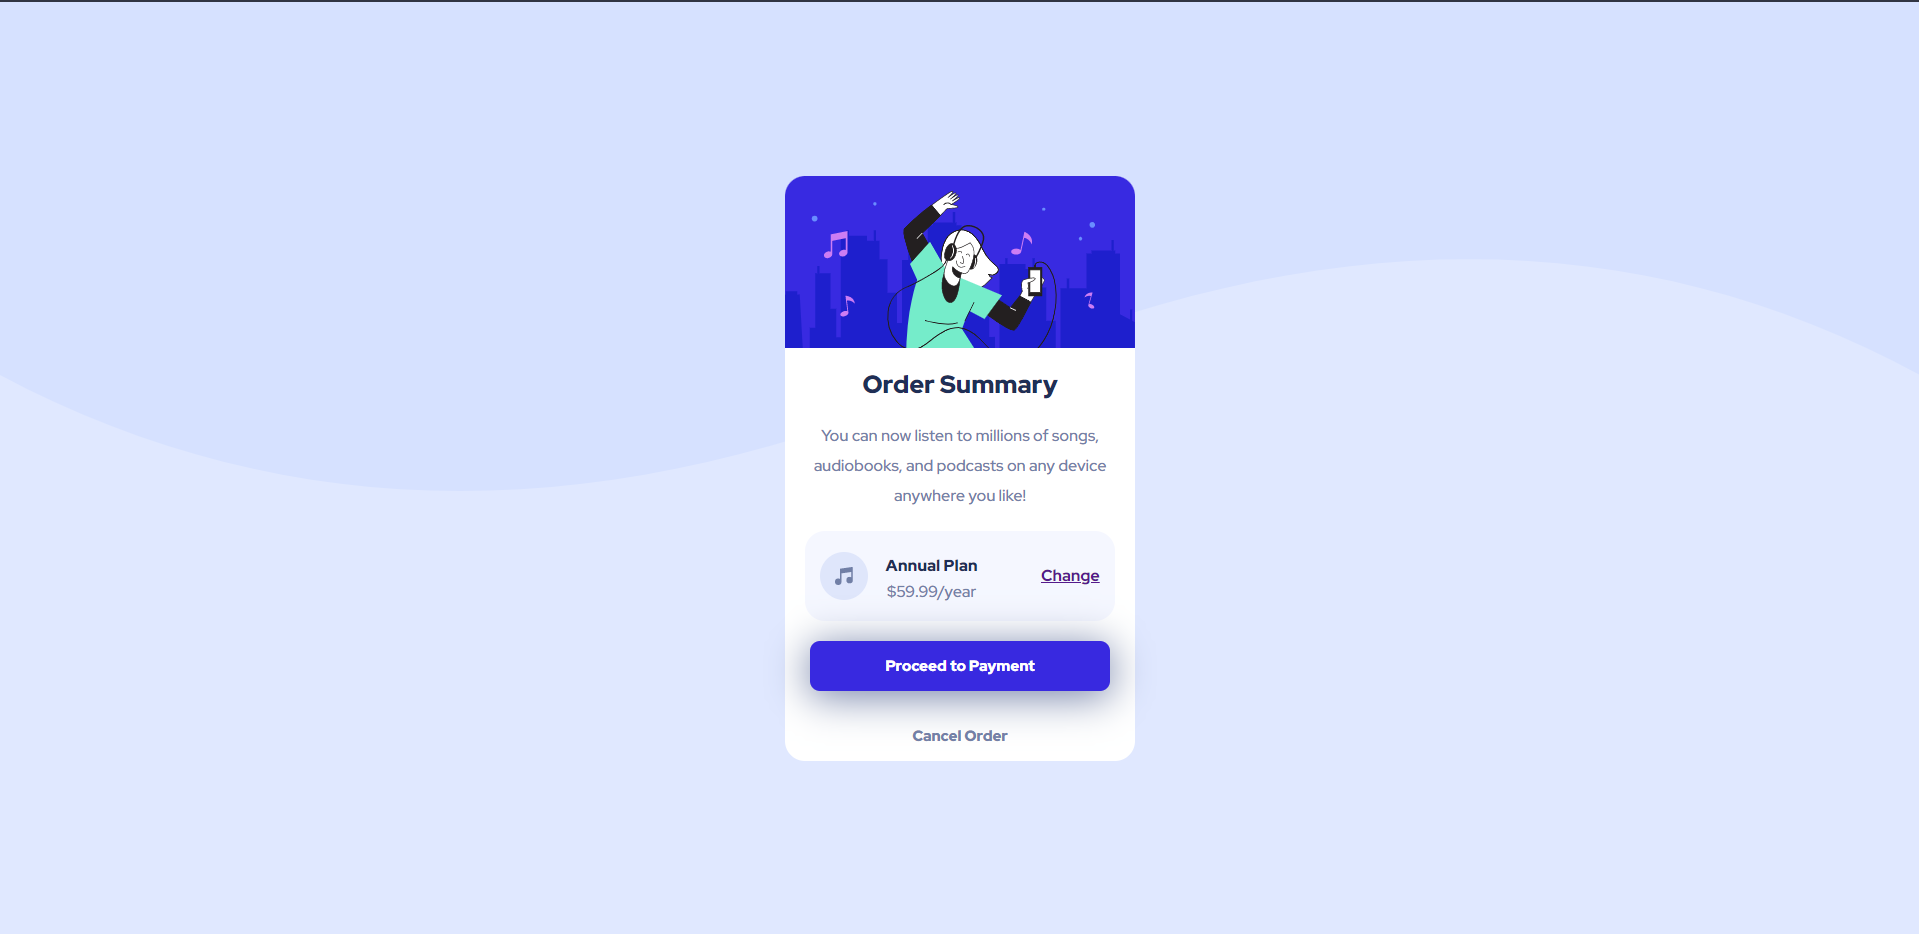 Order Summary
You can now listen to millions of songs,
audiobooks, and podcasts on any device
anywhere you like!
Annual Plan
$59.99/year
Change
Proceed to Payment
Cancel Order